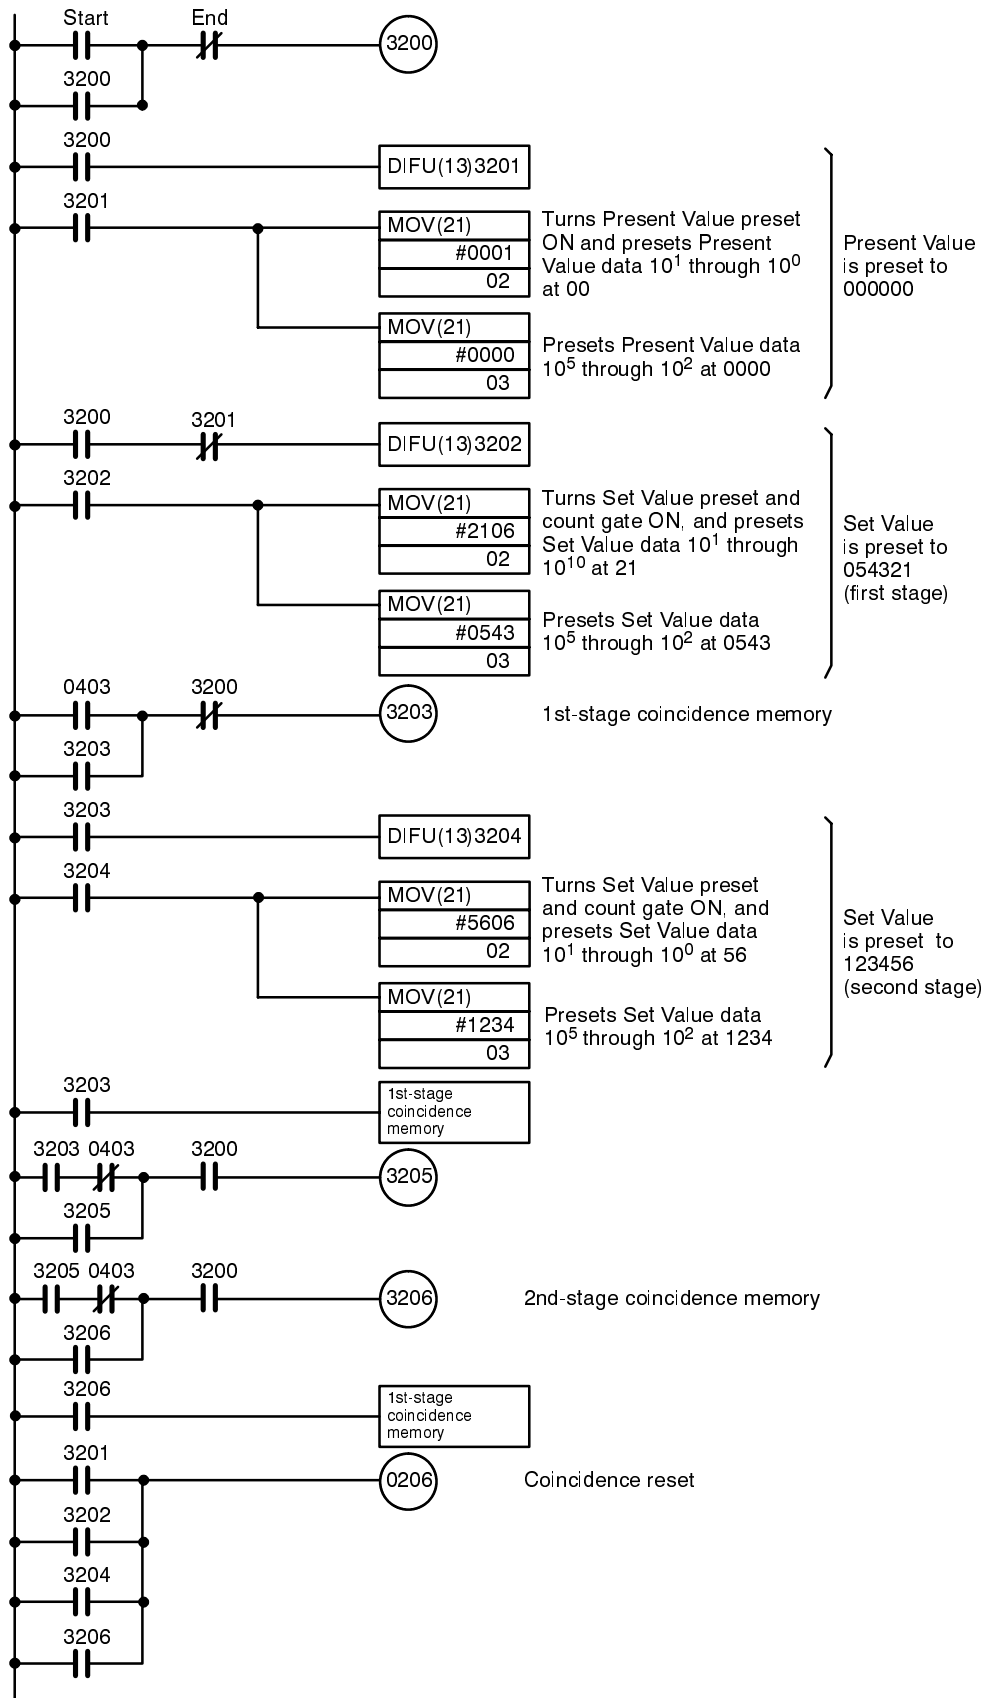 Start End
3200
3200
3200
DIFU(13)3201
3201
MOV(21)
#0001
02
Turns Present Value preset
ON and presets Present
Value data 10¹ through 10⁰
at 00
MOV(21)
#0000
03
Presets Present Value data
10⁵ through 10² at 0000
Present Value
is preset to
000000
3200 3201
DIFU(13)3202
3202
MOV(21)
#2106
02
Turns Set Value preset and
count gate ON, and presets
Set Value data 10¹ through
10¹⁰ at 21
MOV(21)
#0543
03
Presets Set Value data
10⁵ through 10² at 0543
Set Value
is preset to
054321
(first stage)
0403 3200
3203
1st-stage coincidence memory
3203
3203
DIFU(13)3204
3204
MOV(21)
#5606
02
Turns Set Value preset
and count gate ON, and
presets Set Value data
10¹ through 10⁰ at 56
MOV(21)
#1234
03
Presets Set Value data
10⁵ through 10² at 1234
Set Value
is preset to
123456
(second stage)
3203
1st-stage
coincidence
memory
3203 0403 3200
3205
3205
3205 0403 3200
3206
2nd-stage coincidence memory
3206
3206
1st-stage
coincidence
memory
3201
0206
Coincidence reset
3202
3204
3206